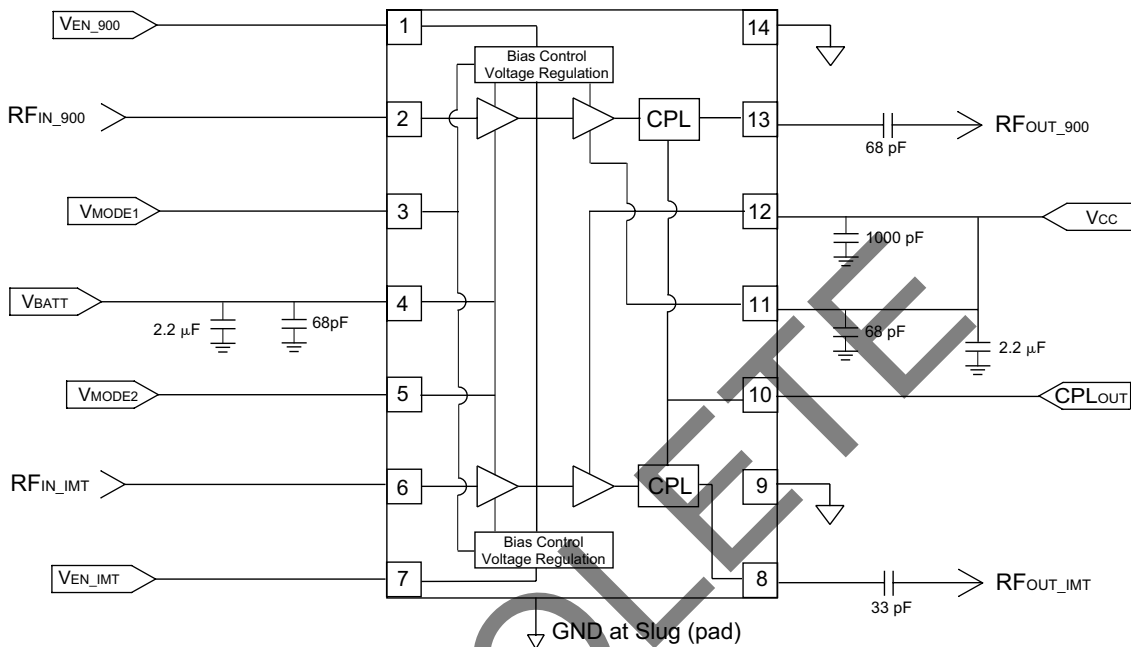 VEN_900
1
14
Bias Control
Voltage Regulation
RFIN_900
2
CPL
13
68 pF
RFOUT_900
VMODE1
3
12
1000 pF
VCC
VBATT
2.2 μF
68pF
4
11
68 pF
2.2 μF
VMODE2
5
10
CPLOUT
RFIN_IMT
6
CPL
9
Bias Control
Voltage Regulation
VEN_IMT
7
8
33 pF
RFOUT_IMT
GND at Slug (pad)
OLETE